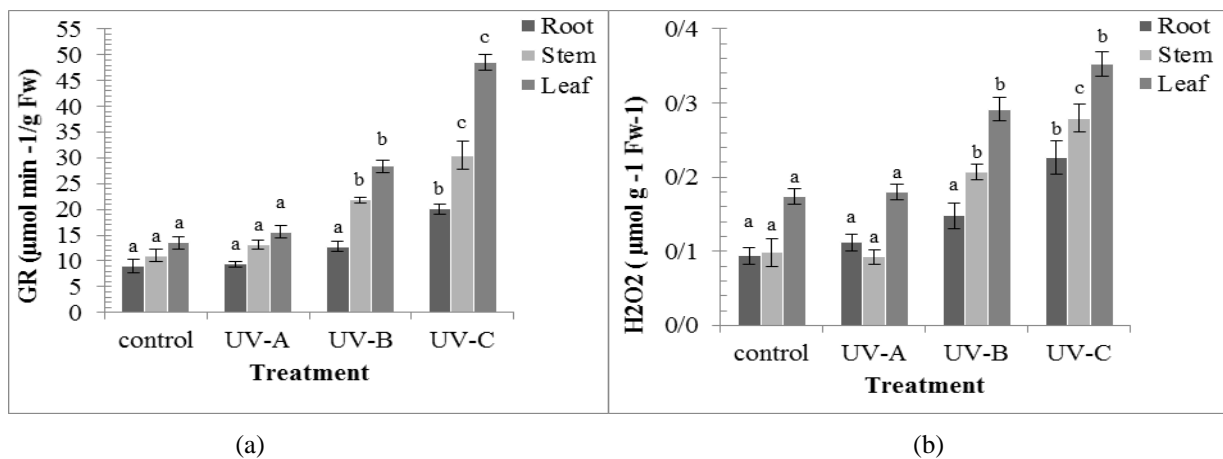 55
50
45
40
35
30
25
20
15
10
5
0
GR (µmol min -1/g Fw)
a a a
a a a
a b b
b c c
control UV-A UV-B UV-C
Treatment
Root
Stem
Leaf
(a)
0/4
0/3
0/2
0/1
0/0
H2O2 ( µmol g -1 Fw-1)
a a a
a a a
a b b
b c b
control UV-A UV-B UV-C
Treatment
Root
Stem
Leaf
(b)